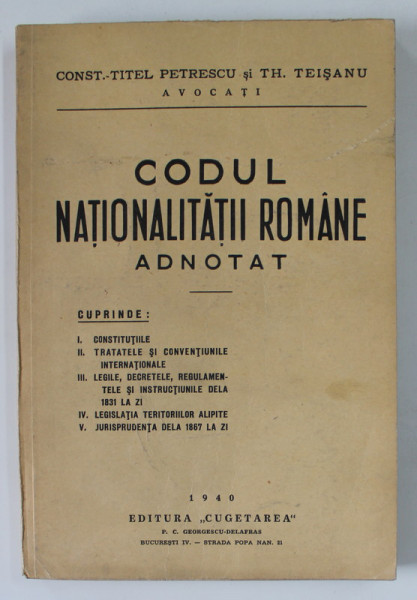 CONST.-TITEL PETRESCU și TH. TEIȘANU
AVOCAȚI
CODUL
NAȚIONALITĂȚII ROMÂNE
ADNOTAT
CUPRINDE :
I. CONSTITUȚIILE
II. TRATATELE ȘI CONVENȚIUNILE
INTERNAȚIONALE
III. LEGILE, DECRETELE, REGULAMEN-
TELE ȘI INSTRUCȚIUNILE DELA
1831 LA ZI
IV. LEGISLAȚIA TERITORIILOR ALIPITE
V. JURISPRUDENȚA DELA 1867 LA ZI
1940
EDITURA „CUGETAREA"
P. C. GEORGESCU-DELAFRAS
BUCUREȘTI IV. — STRADA POPA NAN. 21